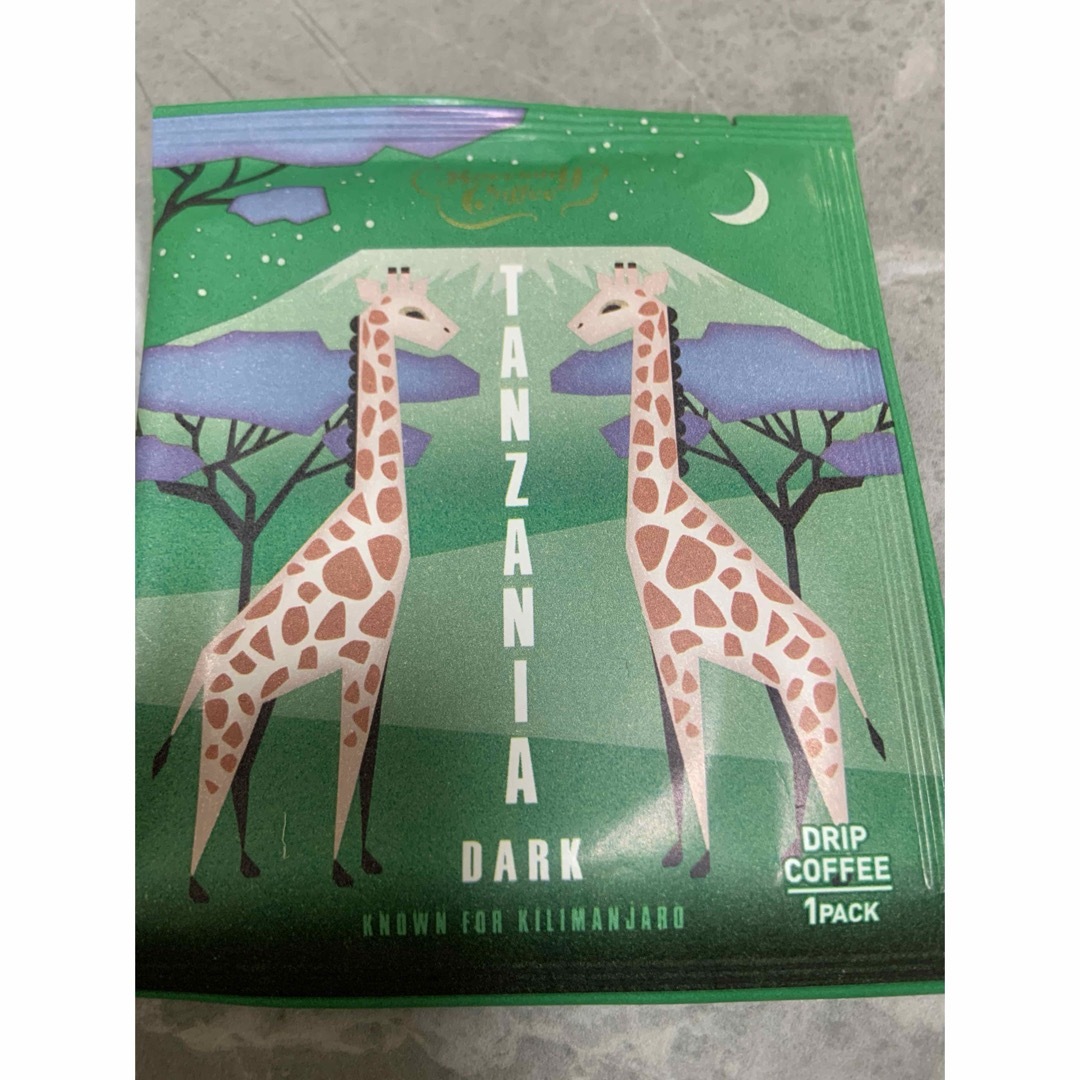 TANZANIA
DARK
KNOWN FOR KILIMANJARO
DRIP
COFFEE
1PACK